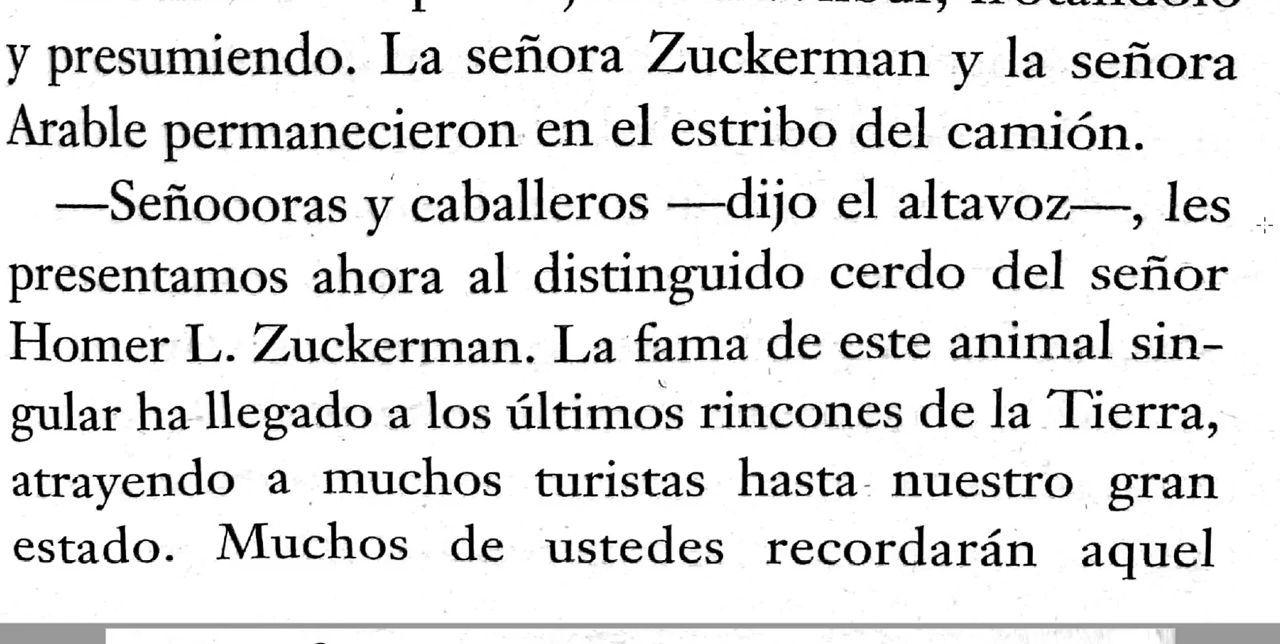 y presumiendo. La señora Zuckerman y la señora
Arable permanecieron en el estribo del camión.
—Señoooras y caballeros —dijo el altavoz—, les
presentamos ahora al distinguido cerdo del señor
Homer L. Zuckerman. La fama de este animal sin-
gular ha llegado a los últimos rincones de la Tierra,
atrayendo a muchos turistas hasta nuestro gran
estado. Muchos de ustedes recordarán aquel